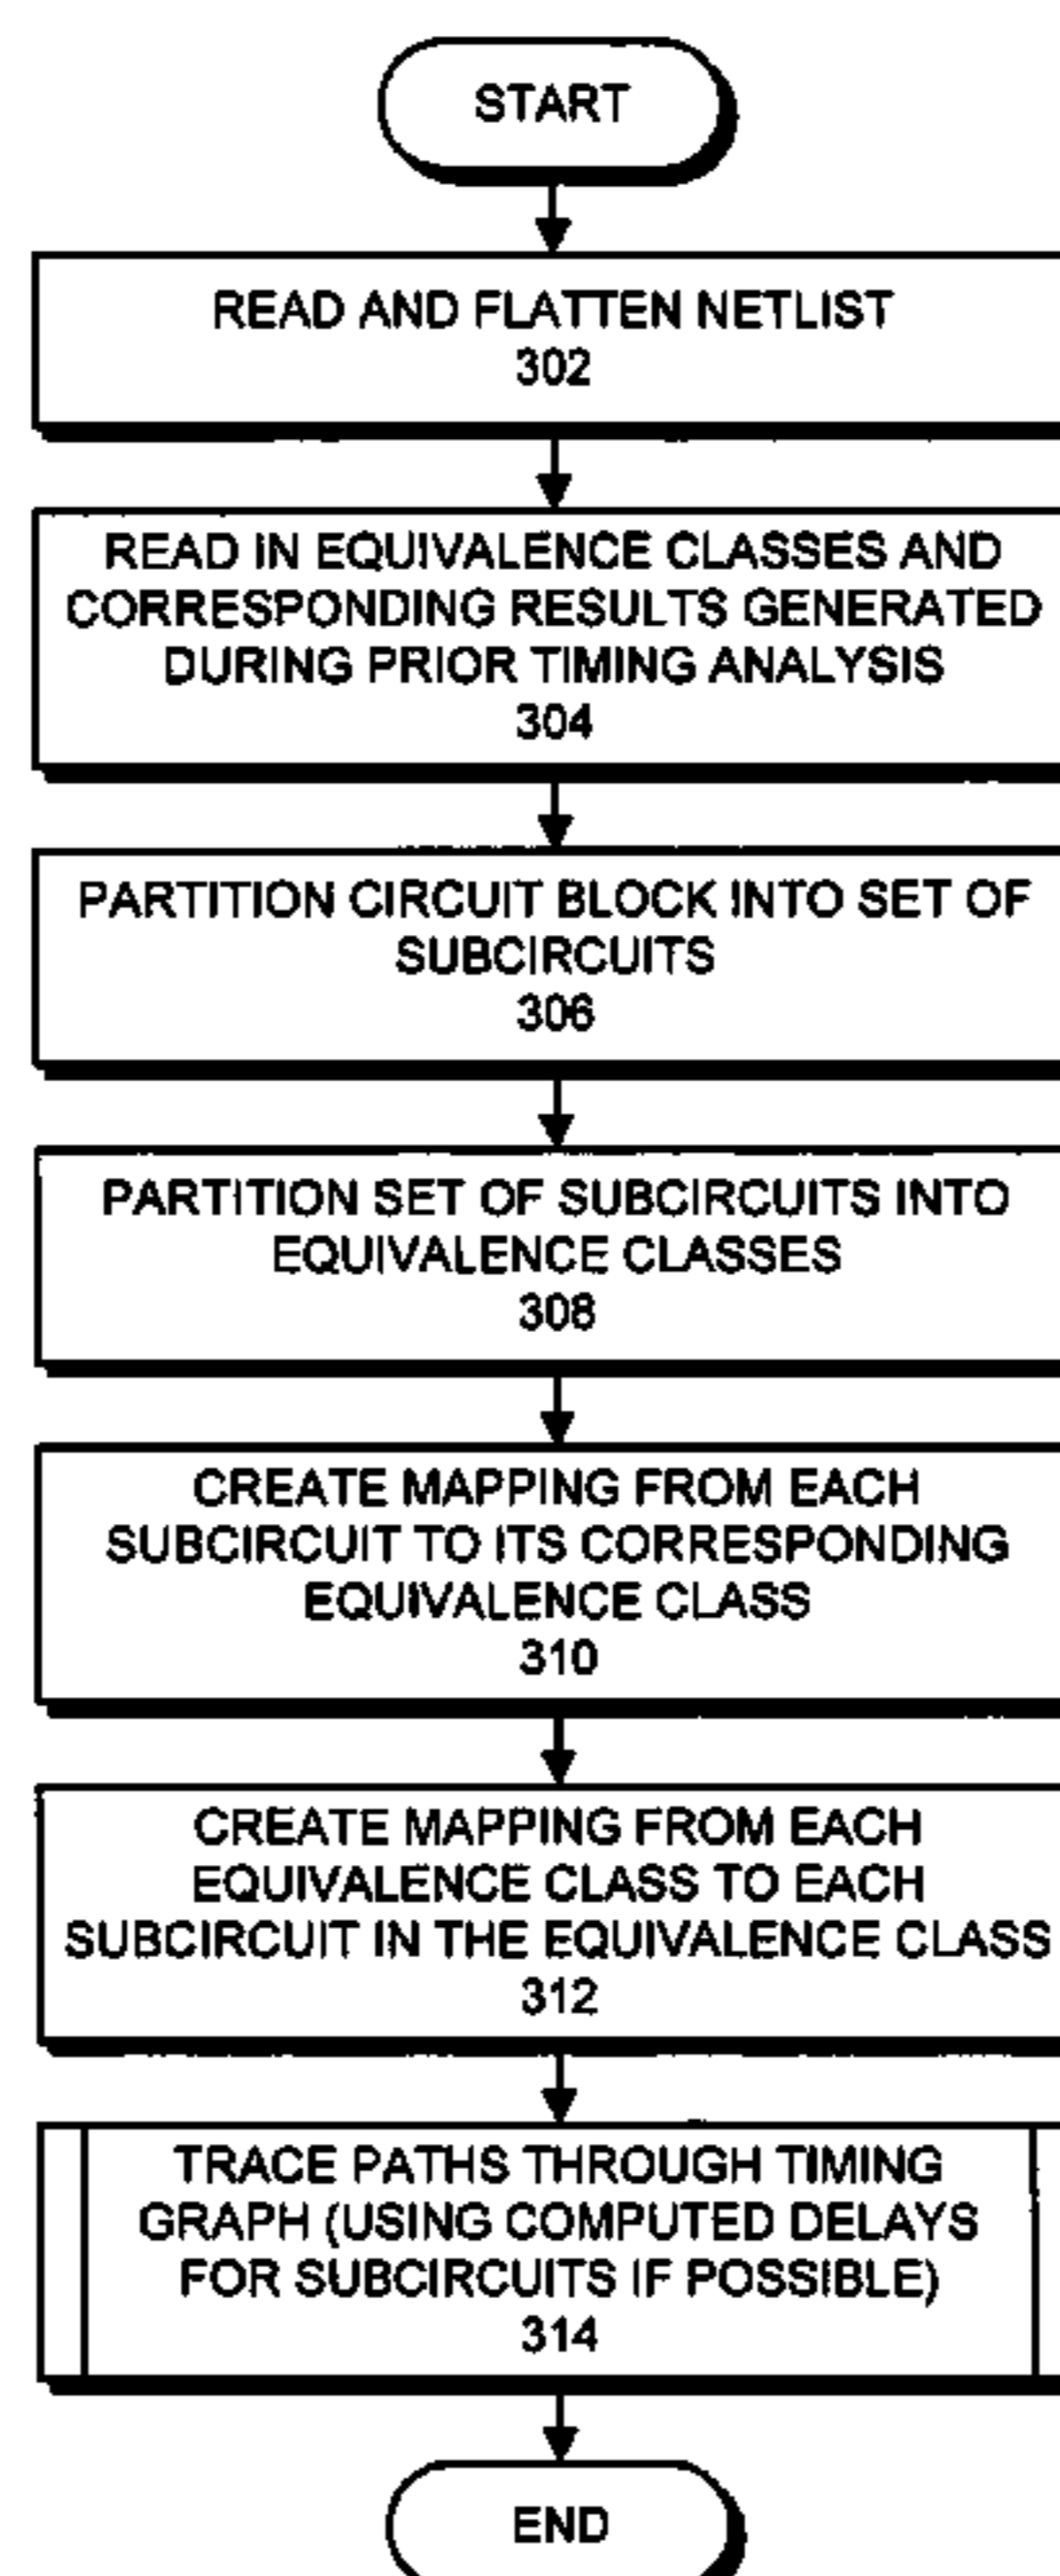 START
READ AND FLATTEN NETLIST
302
READ IN EQUIVALENCE CLASSES AND
CORRESPONDING RESULTS GENERATED
DURING PRIOR TIMING ANALYSIS
304
PARTITION CIRCUIT BLOCK INTO SET OF
SUBCIRCUITS
306
PARTITION SET OF SUBCIRCUITS INTO
EQUIVALENCE CLASSES
308
CREATE MAPPING FROM EACH
SUBCIRCUIT TO ITS CORRESPONDING
EQUIVALENCE CLASS
310
CREATE MAPPING FROM EACH
EQUIVALENCE CLASS TO EACH
SUBCIRCUIT IN THE EQUIVALENCE CLASS
312
TRACE PATHS THROUGH TIMING
GRAPH (USING COMPUTED DELAYS
FOR SUBCIRCUITS IF POSSIBLE)
314
END